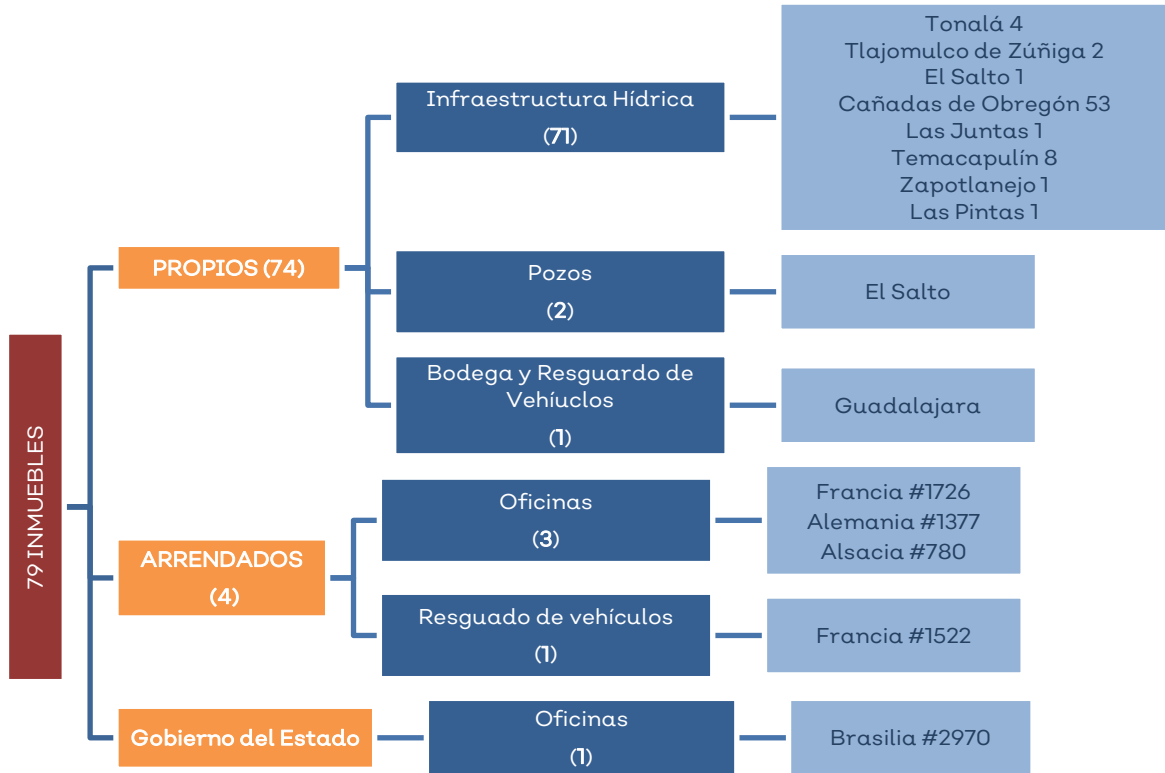 79 INMUEBLES
PROPIOS (74)
Infraestructura Hídrica
(71)
Tonalá 4
Tlajomulco de Zúñiga 2
El Salto 1
Cañadas de Obregón 53
Las Juntas 1
Temacapulín 8
Zapotlanejo 1
Las Pintas 1
Pozos
(2)
El Salto
Bodega y Resguardo de
Vehíuclos
(1)
Guadalajara
ARRENDADOS
(4)
Oficinas
(3)
Francia #1726
Alemania #1377
Alsacia #780
Resguado de vehículos
(1)
Francia #1522
Gobierno del Estado
Oficinas
(1)
Brasilia #2970